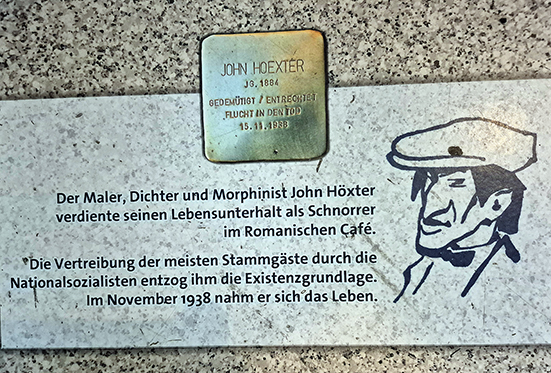 JOHN HOEXTER
JG. 1884
GEDEMÜTIGT / ENTRECHTET
FLUCHT IN DEN TOD
15.11.1938
Der Maler, Dichter und Morphinist John Höxter
verdiente seinen Lebensunterhalt als Schnorrer
im Romanischen Café.
Die Vertreibung der meisten Stammgäste durch die
Nationalsozialisten entzog ihm die Existenzgrundlage.
Im November 1938 nahm er sich das Leben.